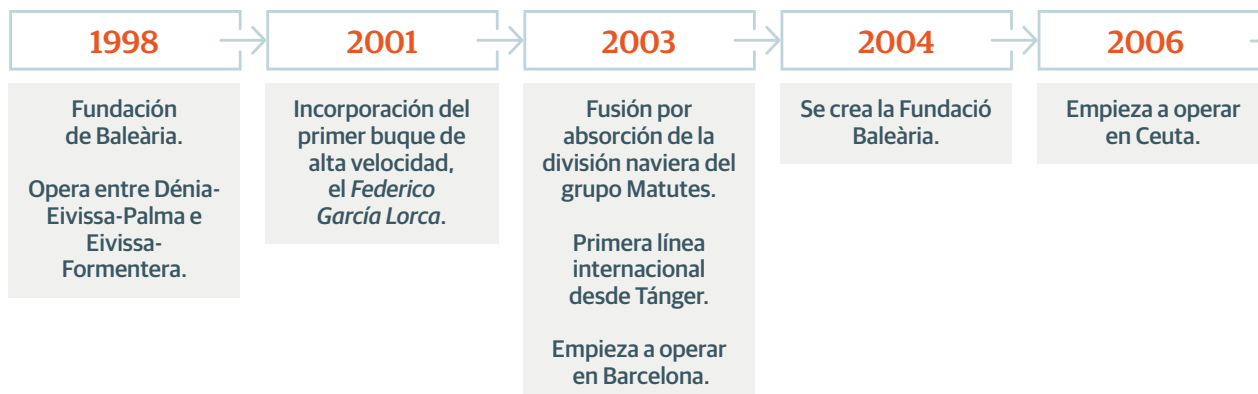 1998
Fundación
de Baleària.
Opera entre Dénia-
Eivissa-Palma e
Eivissa-
Formentera.
2001
Incorporación del
primer buque de
alta velocidad,
el Federico
García Lorca.
2003
Fusión por
absorción de la
división naviera del
grupo Matutes.
Primera línea
internacional
desde Tánger.
Empieza a operar
en Barcelona.
2004
Se crea la Fundació
Baleària.
2006
Empieza a operar
en Ceuta.